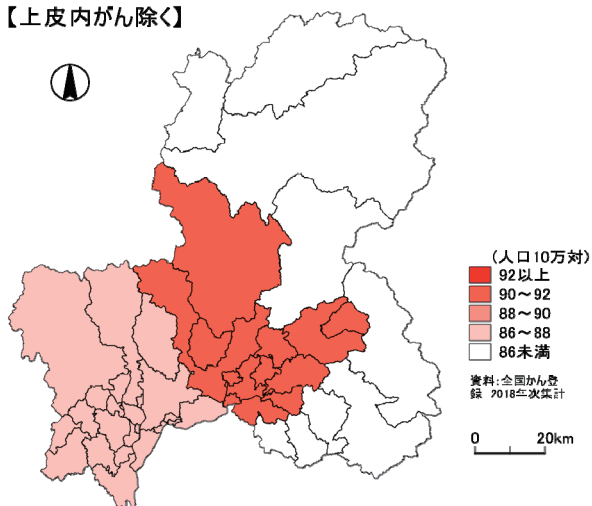 【上皮内がん除く】
(人口10万対)
92以上
90～92
88～90
86～88
86未満
資料:全国がん登
録 2018年次集計
0 20km